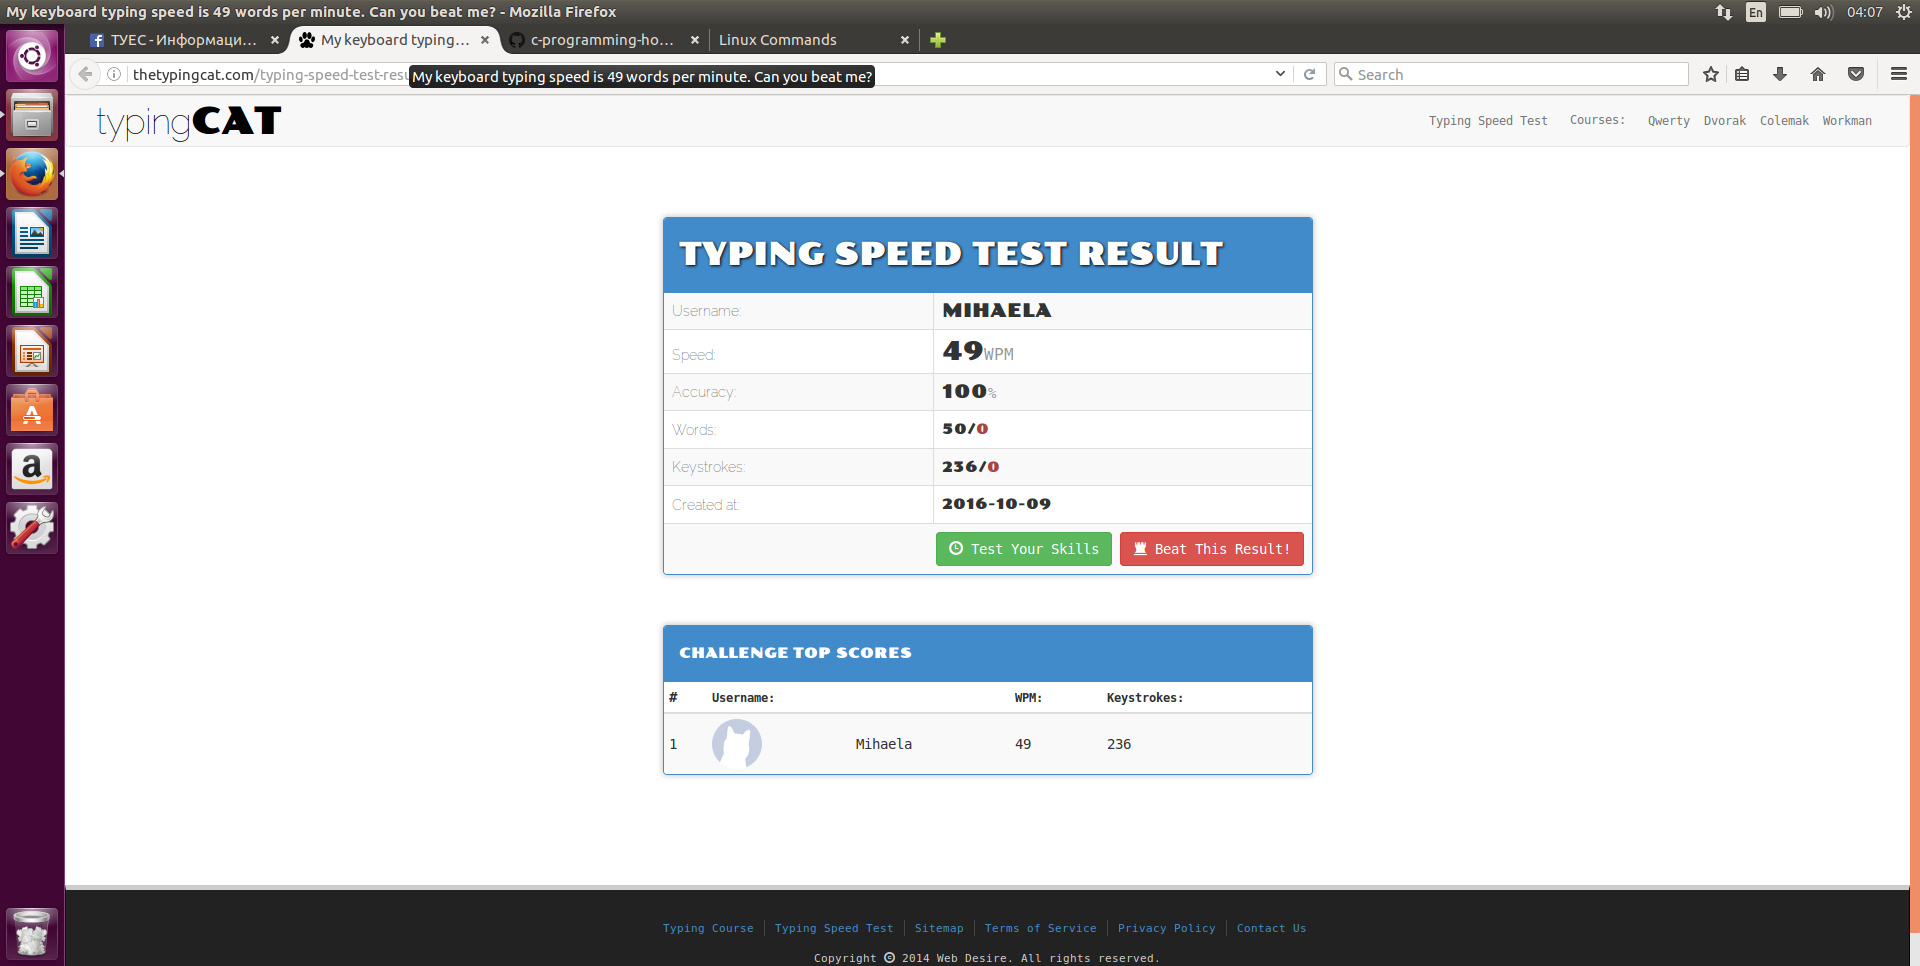 My keyboard typing speed is 49 words per minute. Can you beat me? - Mozilla Firefox
En
04:07
ТУЕС - Информаци...
My keyboard typing...
c-programming-ho...
Linux Commands
thetypingcat.com/typing-speed-test-resu
My keyboard typing speed is 49 words per minute. Can you beat me?
Search
typingCAT
Typing Speed Test Courses: Qwerty Dvorak Colemak Workman
TYPING SPEED TEST RESULT
Username: MIHAELA
Speed: 49WPM
Accuracy: 100%
Words: 50/0
Keystrokes: 236/0
Created at: 2016-10-09
Test Your Skills Beat This Result!
CHALLENGE TOP SCORES
# Username: WPM: Keystrokes:
1 Mihaela 49 236
Typing Course Typing Speed Test Sitemap Terms of Service Privacy Policy Contact Us
Copyright © 2014 Web Desire. All rights reserved.